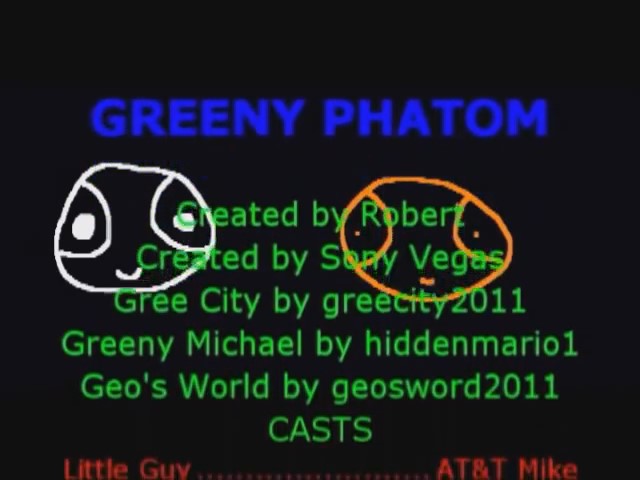 GREENY PHATOM
Created by Robert
Created by Sony Vegas
Gree City by greecity2011
Greeny Michael by hiddenmario1
Geo's World by geosword2011
CASTS
Little Guy........................AT&T Mike